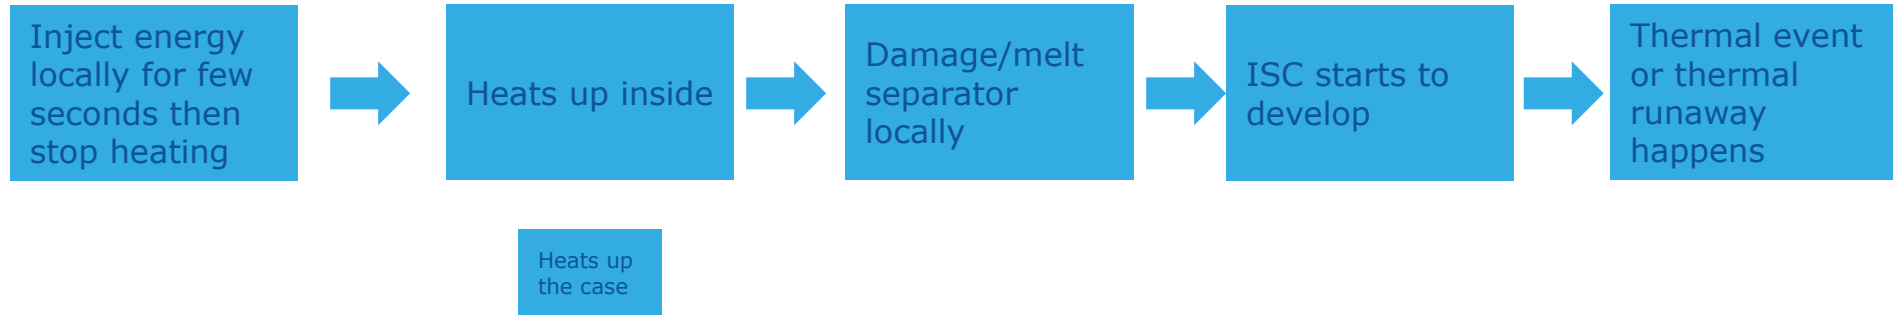 Inject energy
locally for few
seconds then
stop heating
Heats up inside
Damage/melt
separator
locally
ISC starts to
develop
Thermal event
or thermal
runaway
happens
Heats up
the case